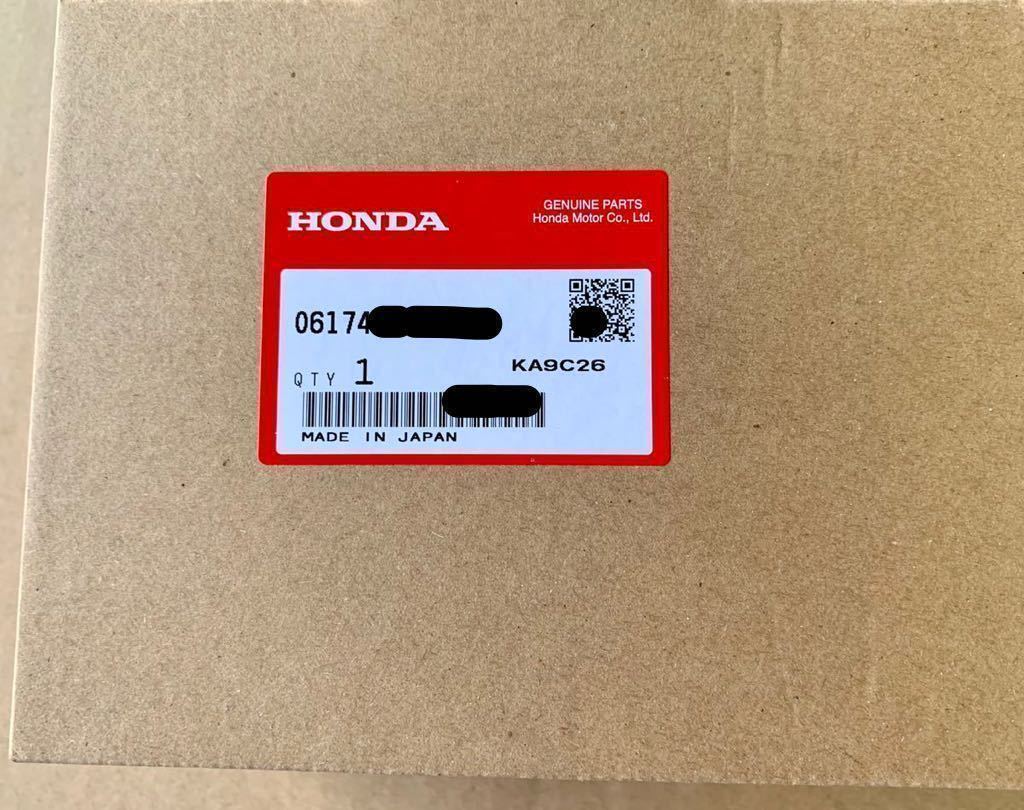 HONDA
GENUINE PARTS
Honda Motor Co., Ltd.
06174
KA9C26
QTY 1
MADE IN JAPAN